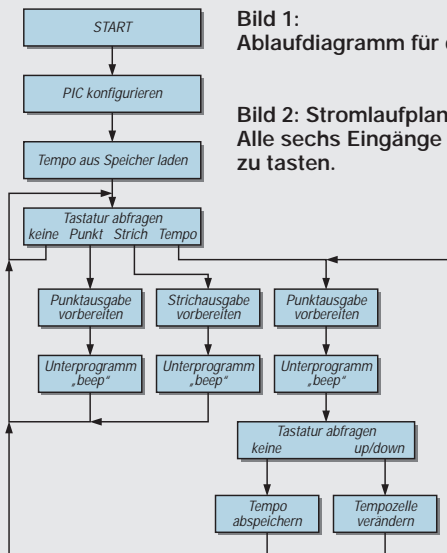 Bild 1:
Ablaufdiagramm für
Bild 2: Stromlaufplan
Alle sechs Eingänge
zu tasten.
START
PIC konfigurieren
Tempo aus Speicher laden
Tastatur abfragen
keine Punkt Strich Tempo
Punktausgabe
vorbereiten
Strichausgabe
vorbereiten
Punktausgabe
vorbereiten
Unterprogramm
„beep“
Unterprogramm
„beep“
Unterprogramm
„beep“
Tastatur abfragen
keine up/down
Tempo
abspeichern
Tempozelle
verändern